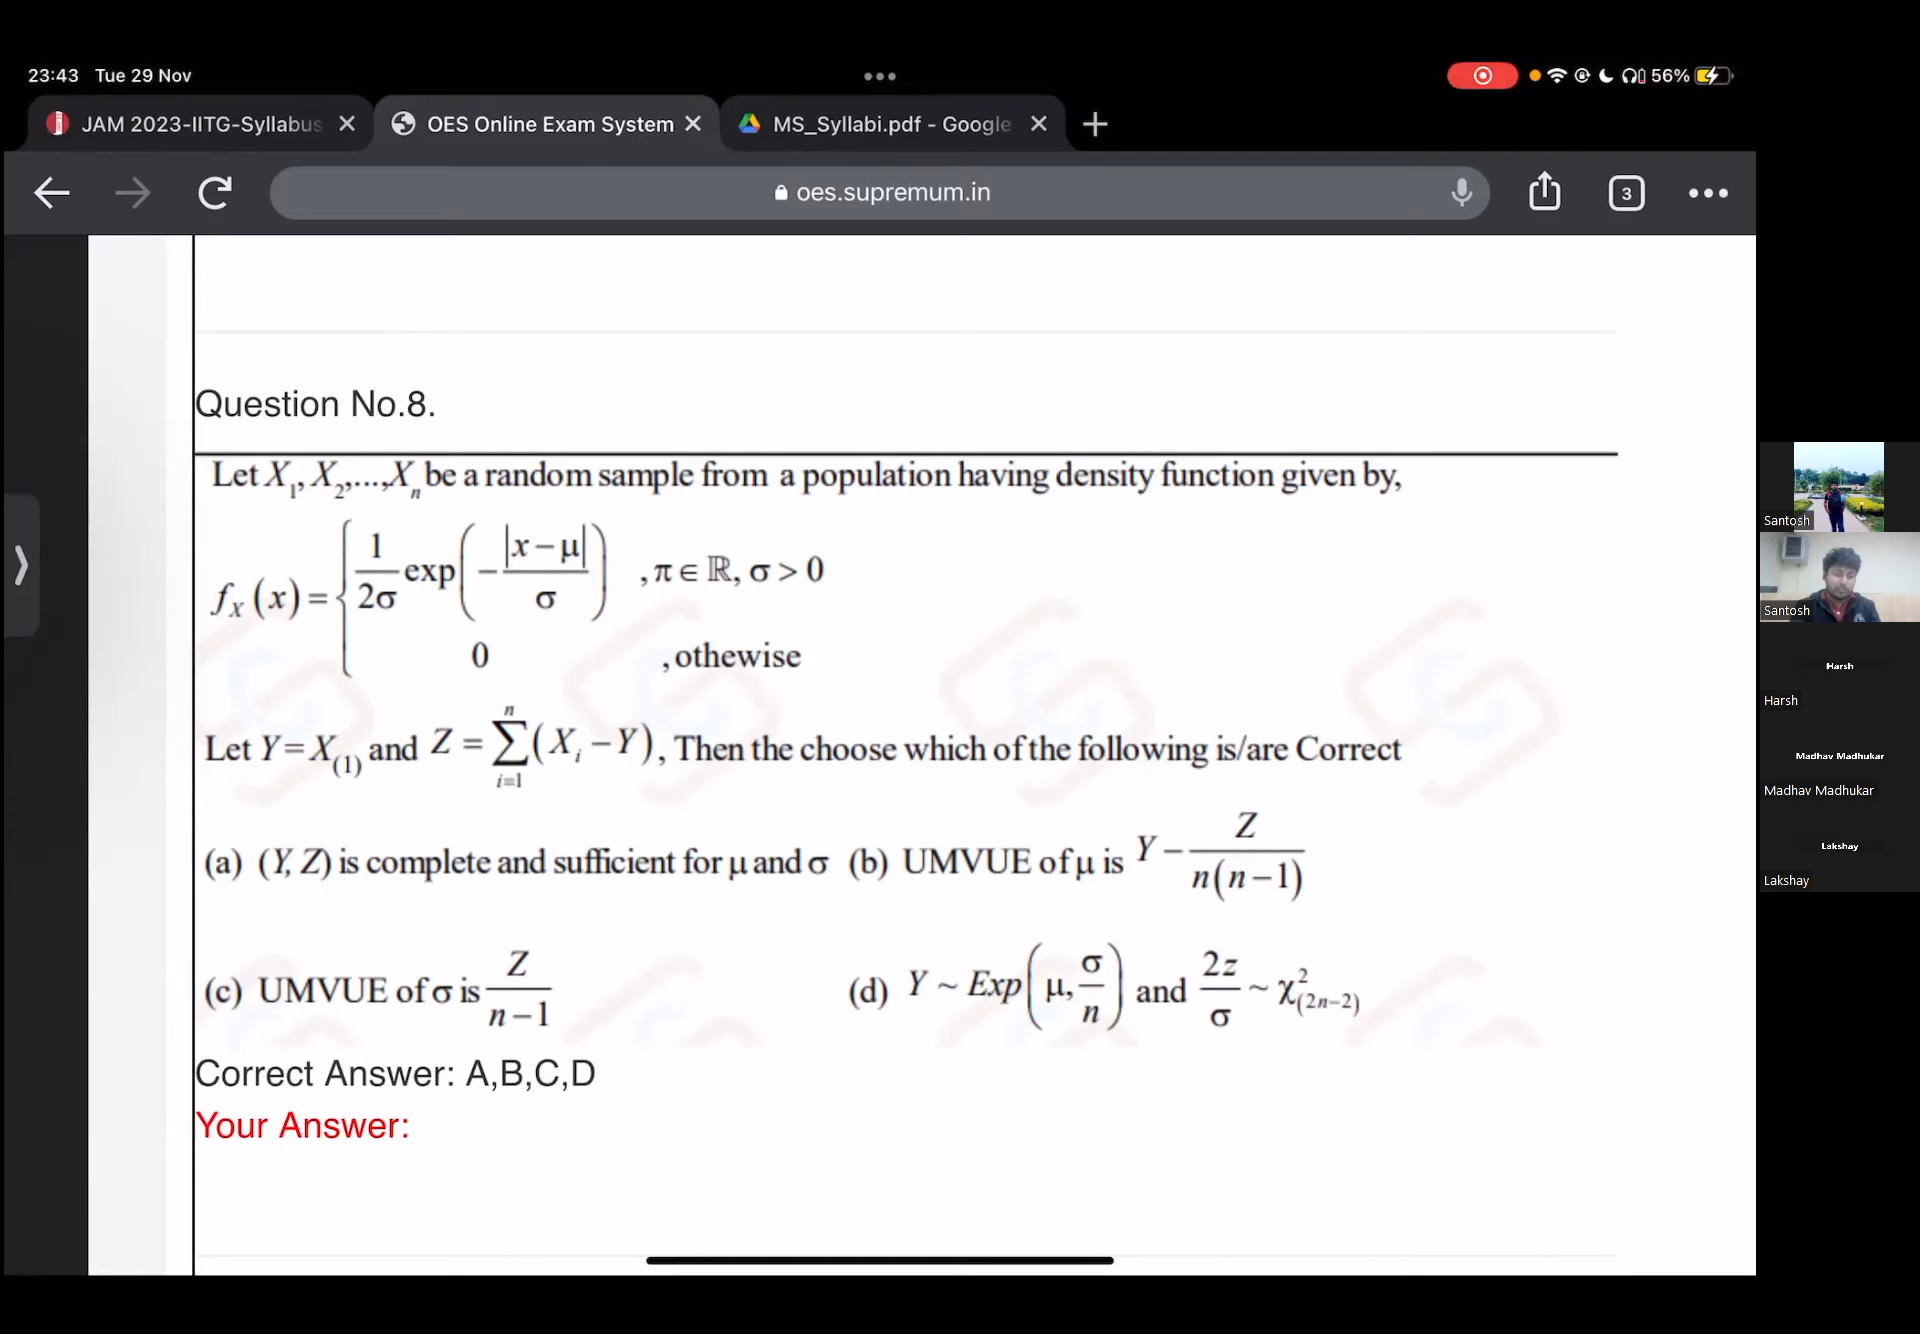 23:43 Tue 29 Nov
56%
JAM 2023-IITG-Syllabus
OES Online Exam System
MS_Syllabi.pdf - Google
oes.supremum.in
3
Question No.8.
Let X₁, X₂,...,Xₙ be a random sample from a population having density function given by,
f_X(x) = { 1/2σ exp(-|x-μ|/σ) , π ∈ ℝ, σ > 0
0 , othewise
Let Y=X₍₁₎ and Z = ∑_{i=1}^{n}(X_i - Y), Then the choose which of the following is/are Correct
(a) (Y, Z) is complete and sufficient for μ and σ (b) UMVUE of μ is Y - Z/n(n-1)
(c) UMVUE of σ is Z/n-1 (d) Y ~ Exp(μ, σ/n) and 2z/σ ~ χ²₍₂ₙ₋₂₎
Correct Answer: A,B,C,D
Your Answer:
Santosh
Santosh
Harsh
Harsh
Madhav Madhukar
Madhav Madhukar
Lakshay
Lakshay